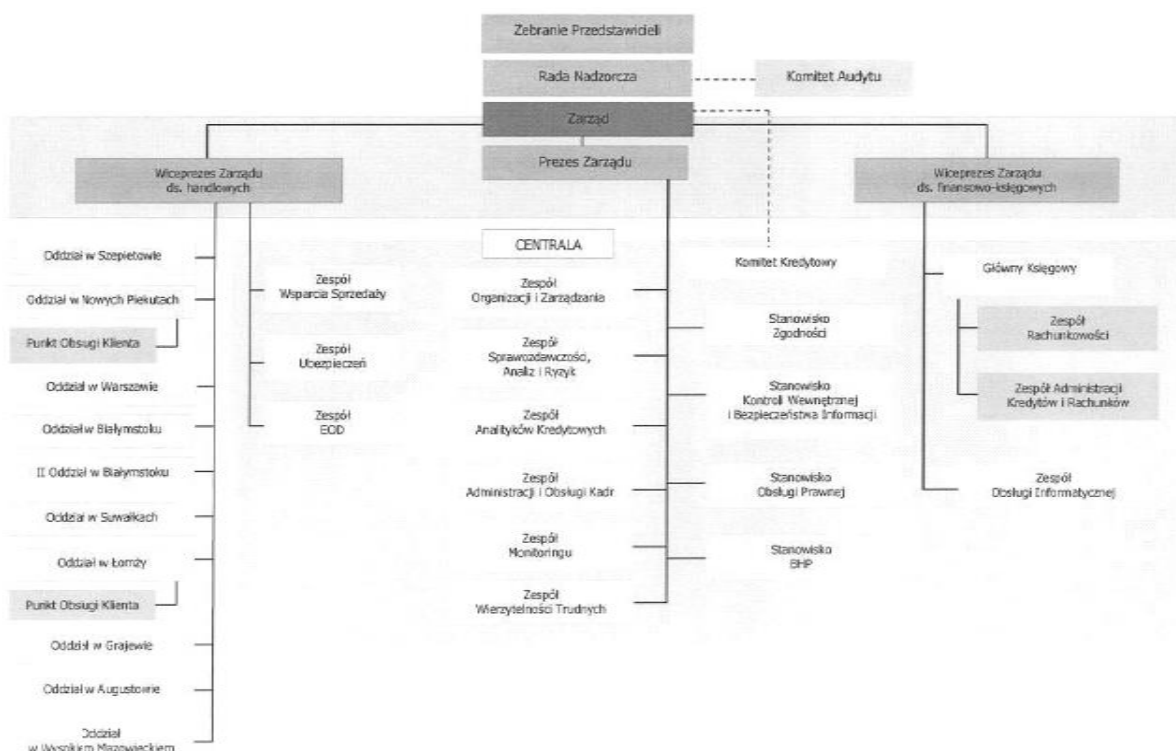 Zebranie Przedstawicieli
Rada Nadzorcza
Komitet Audytu
Zarząd
Prezes Zarządu
Wiceprezes Zarządu
ds. handlowych
Wiceprezes Zarządu
ds. finansowo-księgowych
Oddział w Szepietowie
Oddział w Nowych Piekutach
Punkt Obsługi Klienta
Oddział w Warszawie
Oddział w Białymstoku
II Oddział w Białymstoku
Oddział w Suwałkach
Oddział w Łomży
Punkt Obsługi Klienta
Oddział w Grajewie
Oddział w Augustowie
Oddział
w Wysokiem Mazowieckiem
Zespół
Wsparcia Sprzedaży
Zespół
Ubezpieczeń
Zespół
EOD
CENTRALA
Zespół
Organizacji i Zarządzania
Zespół
Sprawozdawczości,
Analiz i Ryzyk
Zespół
Analityków Kredytowych
Zespół
Administracji i Obsługi Kadr
Zespół
Monitoringu
Zespół
Wierzytelności Trudnych
Komitet Kredytowy
Stanowisko
Zgodności
Stanowisko
Kontroli Wewnętrznej
i Bezpieczeństwa Informacji
Stanowisko
Obsługi Prawnej
Stanowisko
BHP
Główny Księgowy
Zespół
Rachunkowości
Zespół Administracji
Kredytów i Rachunków
Zespół
Obsługi Informatycznej